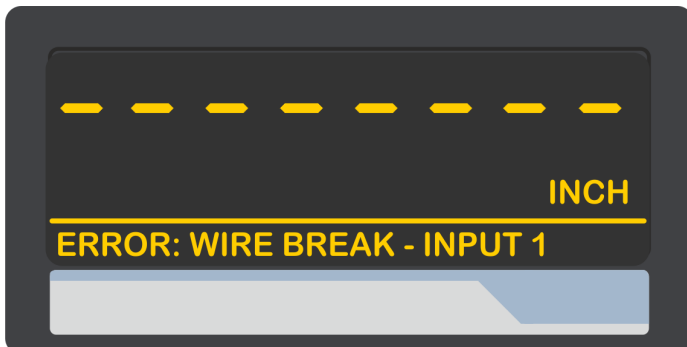 - - - - - - - -
INCH
ERROR: WIRE BREAK - INPUT 1